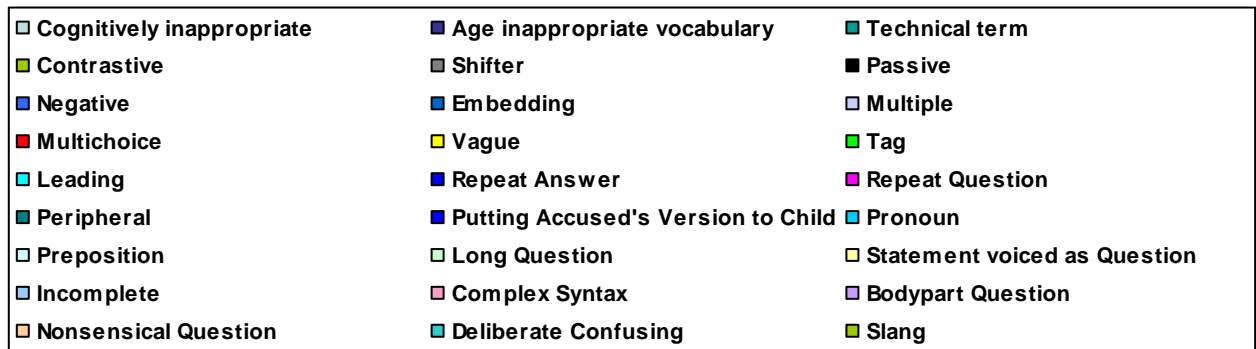 Cognitively inappropriate Age inappropriate vocabulary Technical term
Contrastive Shifter Passive
Negative Embedding Multiple
Multichoice Vague Tag
Leading Repeat Answer Repeat Question
Peripheral Putting Accused's Version to Child Pronoun
Preposition Long Question Statement voiced as Question
Incomplete Complex Syntax Bodypart Question
Nonsensical Question Deliberate Confusing Slang